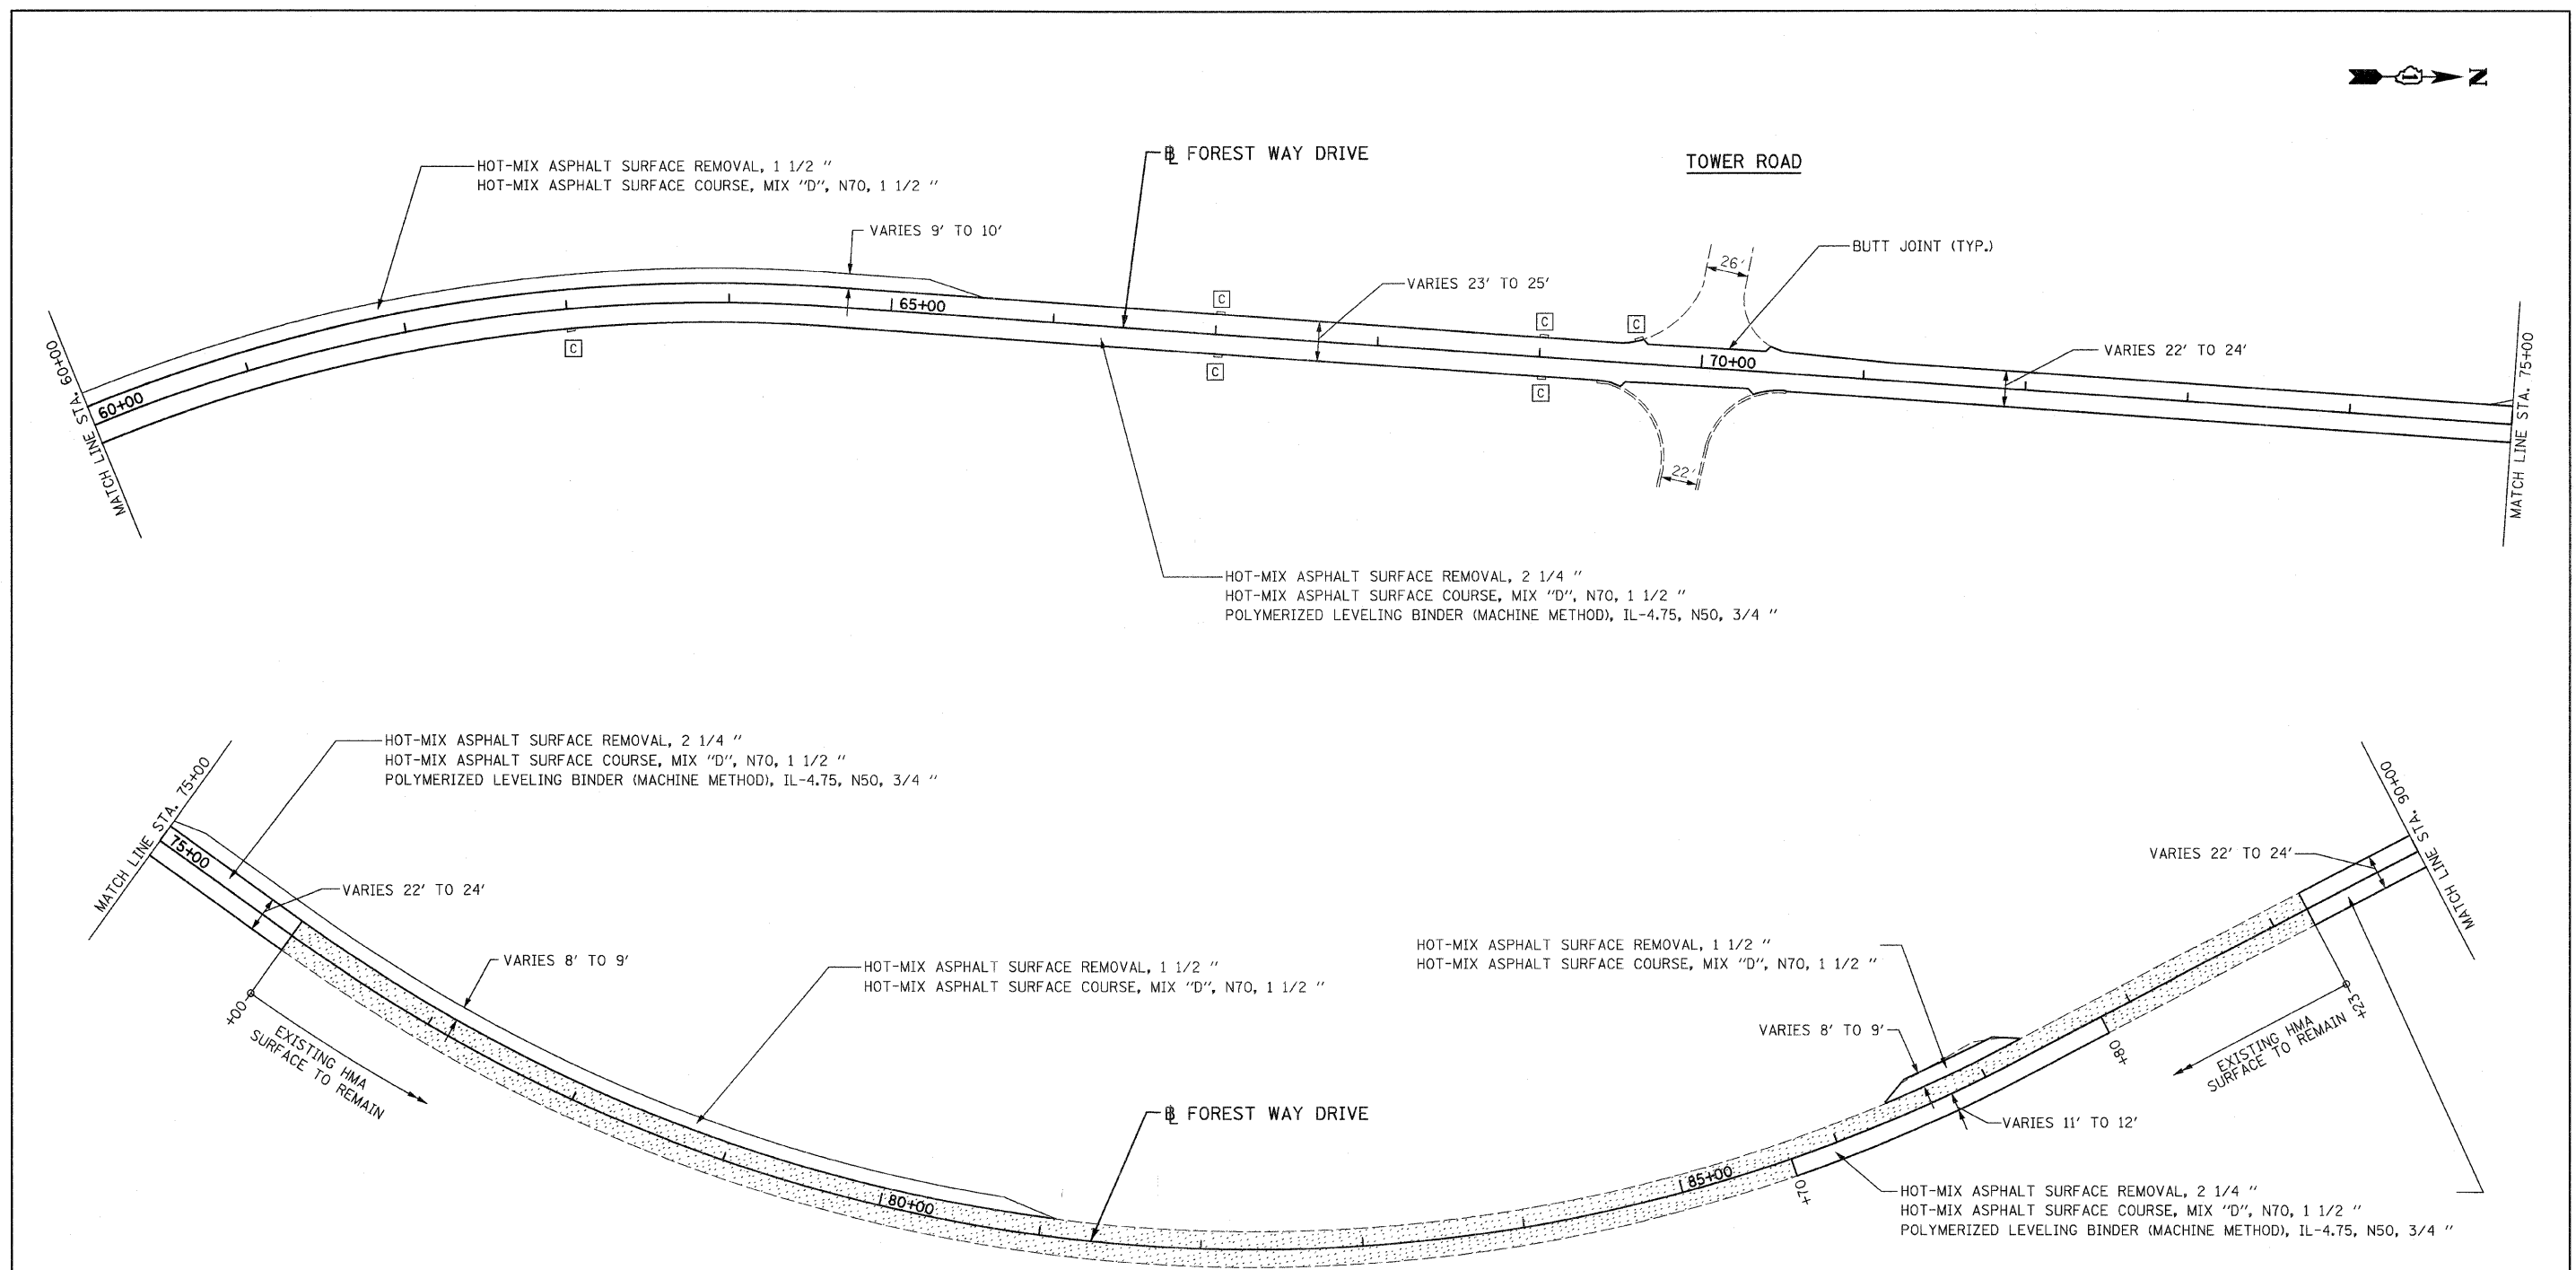 N
HOT-MIX ASPHALT SURFACE REMOVAL, 1 1/2 "
HOT-MIX ASPHALT SURFACE COURSE, MIX "D", N70, 1 1/2 "
VARIES 9' TO 10'
℄ FOREST WAY DRIVE
TOWER ROAD
26'
BUTT JOINT (TYP.)
VARIES 23' TO 25'
65+00
C
C
C
C
C
C
70+00
VARIES 22' TO 24'
MATCH LINE STA. 60+00
60+00
MATCH LINE STA. 75+00
22'
HOT-MIX ASPHALT SURFACE REMOVAL, 2 1/4 "
HOT-MIX ASPHALT SURFACE COURSE, MIX "D", N70, 1 1/2 "
POLYMERIZED LEVELING BINDER (MACHINE METHOD), IL-4.75, N50, 3/4 "
HOT-MIX ASPHALT SURFACE REMOVAL, 2 1/4 "
HOT-MIX ASPHALT SURFACE COURSE, MIX "D", N70, 1 1/2 "
POLYMERIZED LEVELING BINDER (MACHINE METHOD), IL-4.75, N50, 3/4 "
MATCH LINE STA. 75+00
75+00
VARIES 22' TO 24'
VARIES 8' TO 9'
+00
EXISTING HMA
SURFACE TO REMAIN
HOT-MIX ASPHALT SURFACE REMOVAL, 1 1/2 "
HOT-MIX ASPHALT SURFACE COURSE, MIX "D", N70, 1 1/2 "
80+00
℄ FOREST WAY DRIVE
HOT-MIX ASPHALT SURFACE REMOVAL, 1 1/2 "
HOT-MIX ASPHALT SURFACE COURSE, MIX "D", N70, 1 1/2 "
VARIES 8' TO 9'
85+00
+70
VARIES 11' TO 12'
+80
VARIES 22' TO 24'
MATCH LINE STA. 90+00
+23
EXISTING HMA
SURFACE TO REMAIN
HOT-MIX ASPHALT SURFACE REMOVAL, 2 1/4 "
HOT-MIX ASPHALT SURFACE COURSE, MIX "D", N70, 1 1/2 "
POLYMERIZED LEVELING BINDER (MACHINE METHOD), IL-4.75, N50, 3/4 "